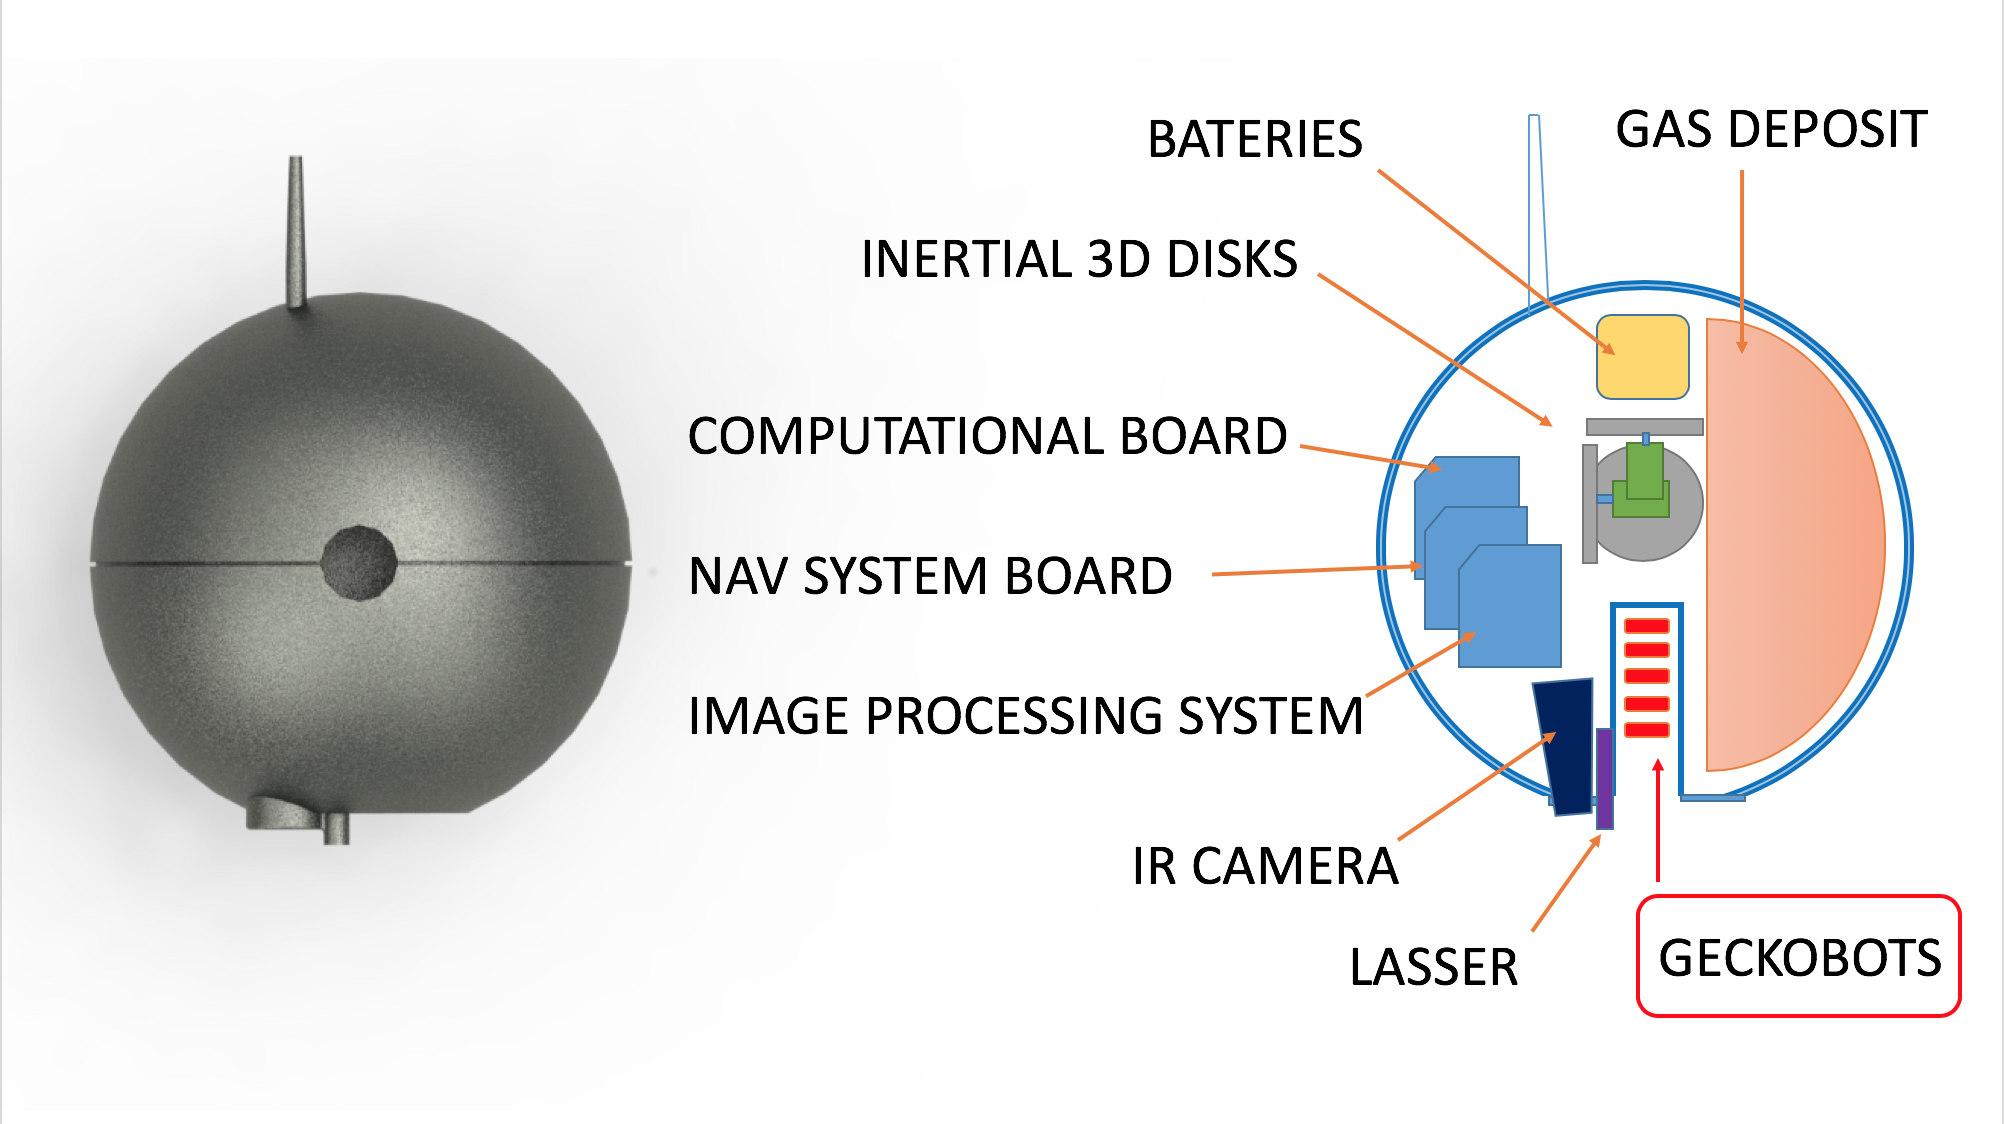 BATERIES
GAS DEPOSIT
INERTIAL 3D DISKS
COMPUTATIONAL BOARD
NAV SYSTEM BOARD
IMAGE PROCESSING SYSTEM
IR CAMERA
LASSER
GECKOBOTS